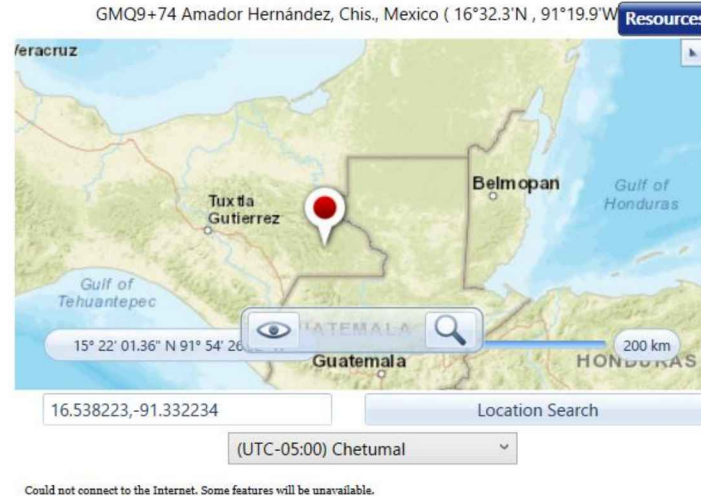 GMQ9+74 Amador Hernández, Chis., Mexico ( 16°32.3'N , 91°19.9'W
Resources
Veracruz
Belmopan
Gulf of
Honduras
Tuxtla
Gutierrez
Gulf of
Tehuantepec
GUATEMALA
15° 22' 01.36" N 91° 54'
200 km
Guatemala
HONDURAS
16.538223,-91.332234
Location Search
(UTC-05:00) Chetumal
Could not connect to the Internet. Some features will be unavailable.